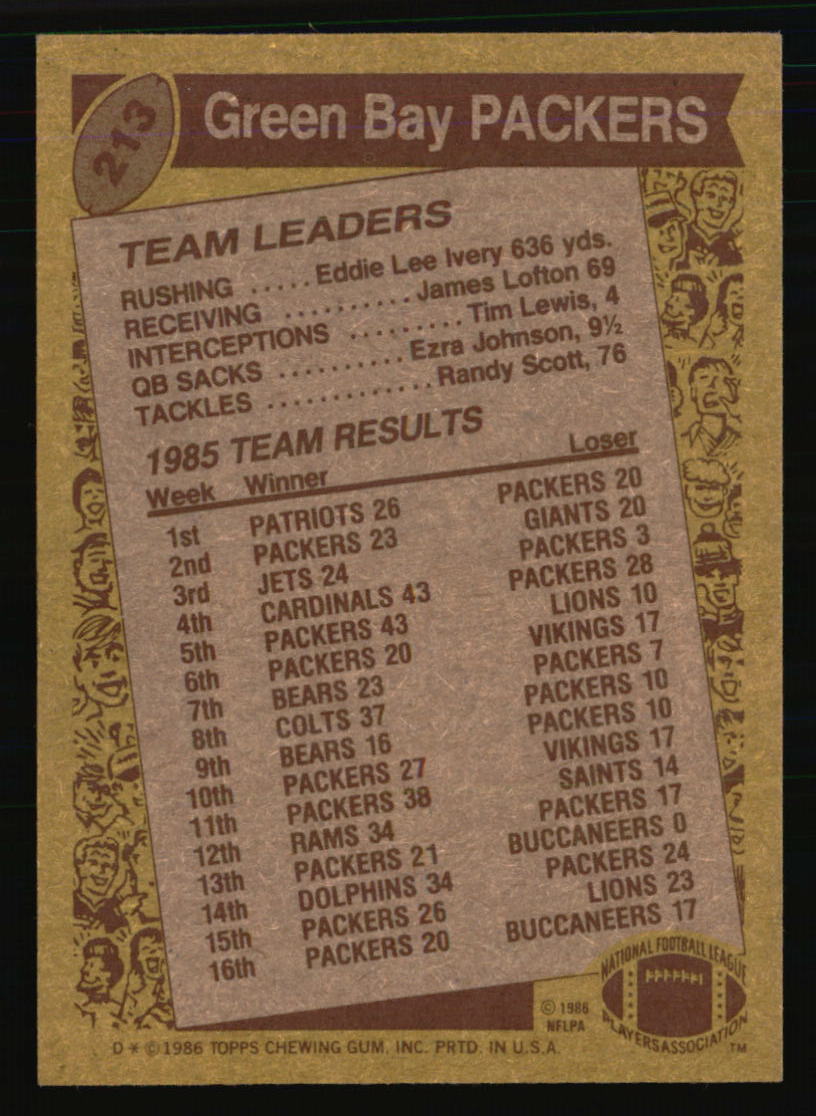 213
Green Bay PACKERS
TEAM LEADERS
RUSHING ..... Eddie Lee Ivery 636 yds.
RECEIVING .......... James Lofton 69
INTERCEPTIONS ......... Tim Lewis, 4
QB SACKS .......... Ezra Johnson, 9½
TACKLES ............. Randy Scott, 76
1985 TEAM RESULTS
Week Winner Loser
1st PATRIOTS 26 PACKERS 20
2nd PACKERS 23 GIANTS 20
3rd JETS 24 PACKERS 3
4th CARDINALS 43 PACKERS 28
5th PACKERS 43 LIONS 10
6th PACKERS 20 VIKINGS 17
7th BEARS 23 PACKERS 7
8th COLTS 37 PACKERS 10
9th BEARS 16 PACKERS 10
10th PACKERS 27 VIKINGS 17
11th PACKERS 38 SAINTS 14
12th RAMS 34 PACKERS 17
13th PACKERS 21 BUCCANEERS 0
14th DOLPHINS 34 PACKERS 24
15th PACKERS 26 LIONS 23
16th PACKERS 20 BUCCANEERS 17
NATIONAL FOOTBALL LEAGUE
PLAYERS ASSOCIATION
TM
© 1986
NFLPA
D * © 1986 TOPPS CHEWING GUM, INC. PRTD. IN U.S.A.